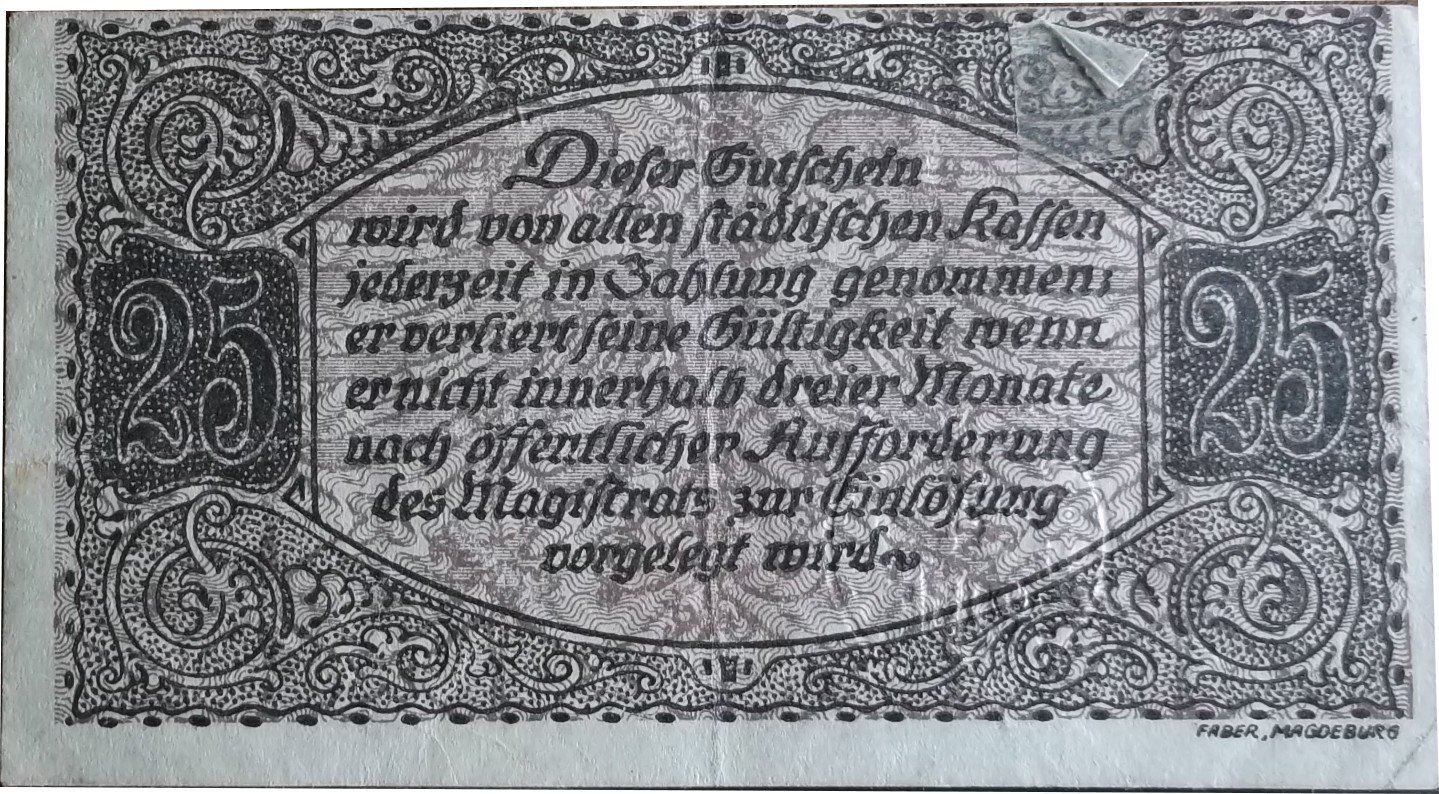 Dieser Gutschein
wird von allen städtischen Kassen
jederzeit in Zahlung genommen;
er verliert seine Gültigkeit wenn
er nicht innerhalb dreier Monate
nach öffentlicher Aufforderung
des Magistrats zur Einlösung
vorgelegt wird
25
25
FABER, MAGDEBURG